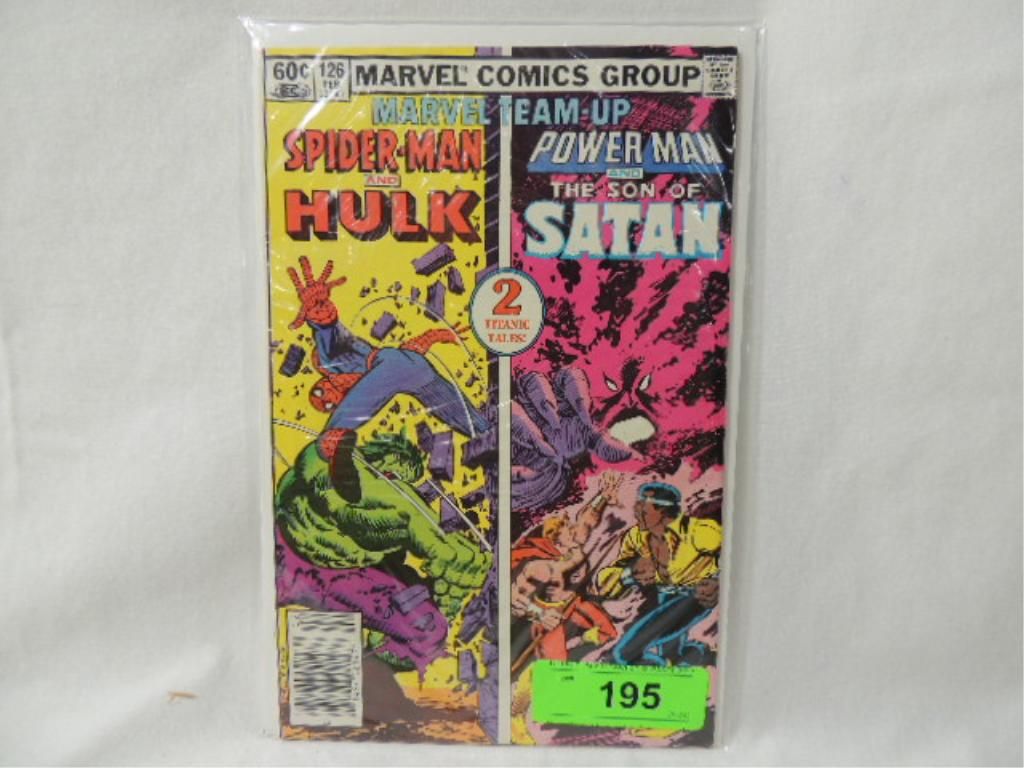 60¢ 126 MARVEL COMICS GROUP
FEB
MARVEL TEAM-UP
SPIDER-MAN
AND
HULK
POWER MAN
AND
THE SON OF
SATAN
2
TITANIC
TALES!
195